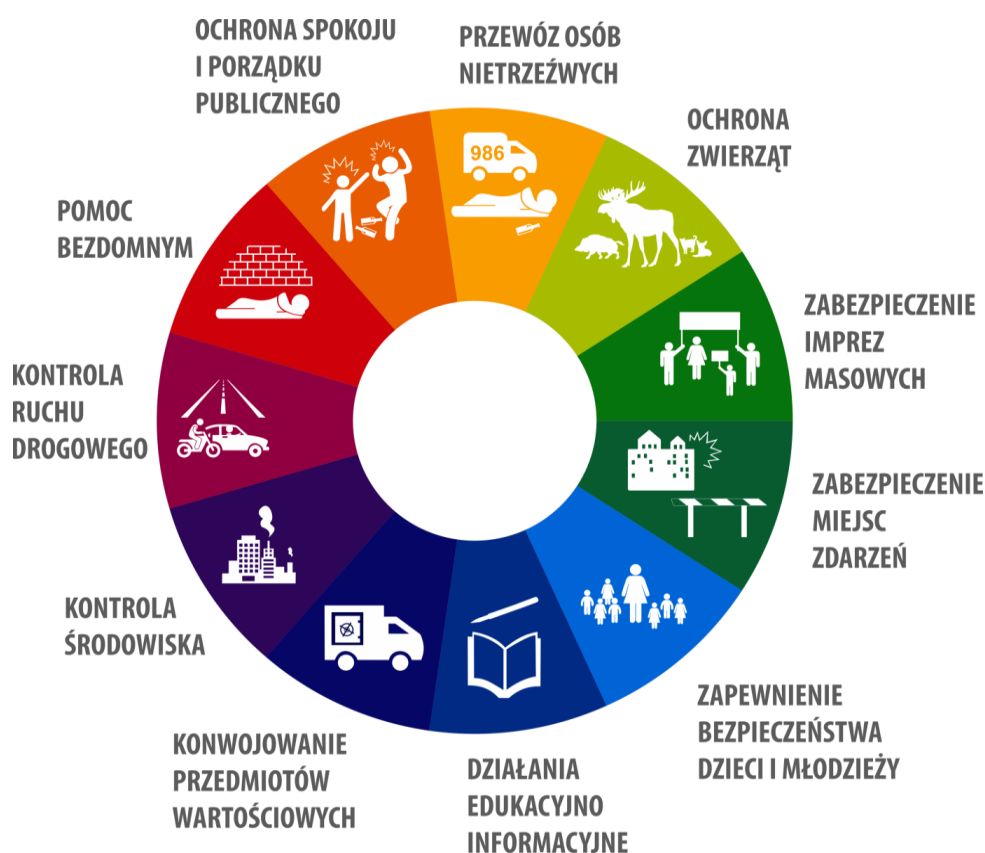 OCHRONA SPOKOJU
I PORZĄDKU
PUBLICZNEGO
PRZEWÓZ OSÓB
NIETRZEŹWYCH
986
OCHRONA
ZWIERZĄT
ZABEZPIECZENIE
IMPREZ
MASOWYCH
ZABEZPIECZENIE
MIEJSC
ZDARZEŃ
ZAPEWNIENIE
BEZPIECZEŃSTWA
DZIECI I MŁODZIEŻY
DZIAŁANIA
EDUKACYJNO
INFORMACYJNE
KONWOJOWANIE
PRZEDMIOTÓW
WARTOŚCIOWYCH
KONTROLA
ŚRODOWISKA
KONTROLA
RUCHU
DROGOWEGO
POMOC
BEZDOMNYM